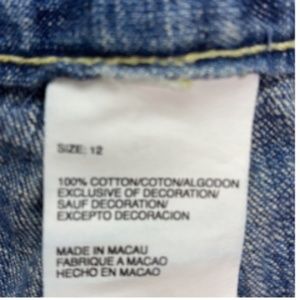 SIZE: 12
100% COTTON/COTON/ALGODON
EXCLUSIVE OF DECORATION/
SAUF DECORATION/
EXCEPTO DECORACION
MADE IN MACAU
FABRIQUE A MACAO
HECHO EN MACAO